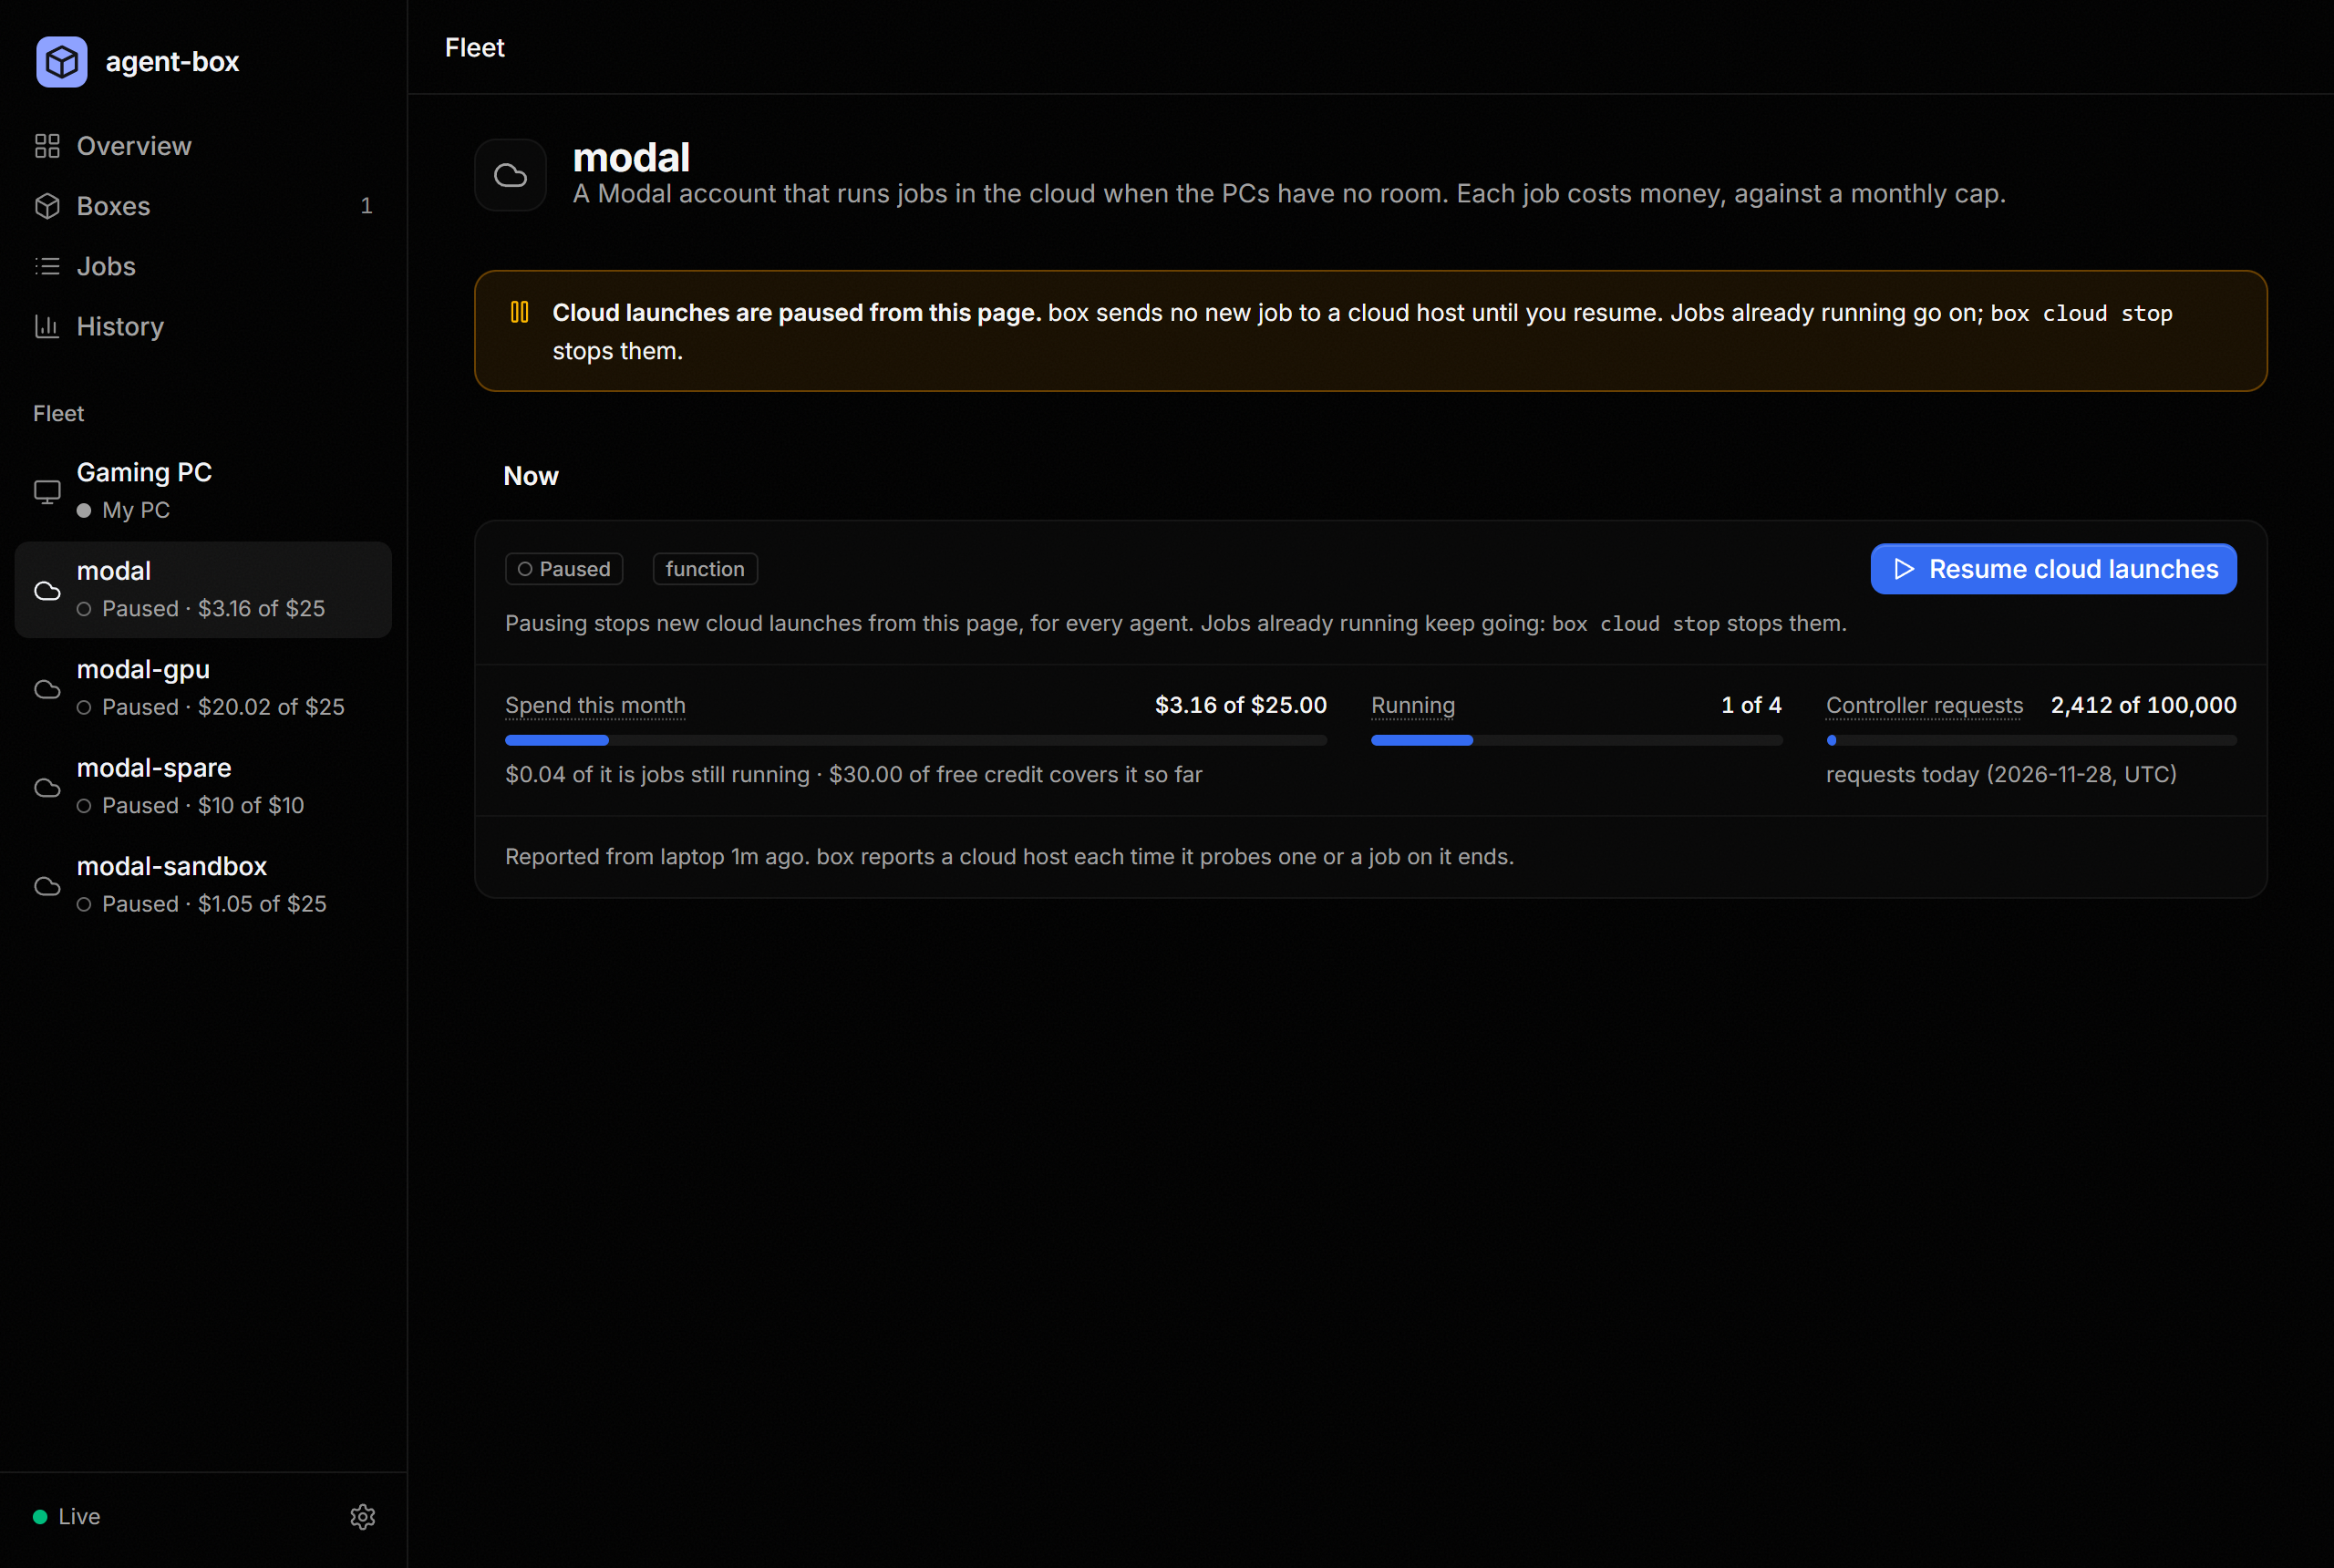 agent-box
Overview
Boxes 1
Jobs
History
Fleet
Gaming PC
My PC
modal
Paused · $3.16 of $25
modal-gpu
Paused · $20.02 of $25
modal-spare
Paused · $10 of $10
modal-sandbox
Paused · $1.05 of $25
Live
Fleet
modal
A Modal account that runs jobs in the cloud when the PCs have no room. Each job costs money, against a monthly cap.
Cloud launches are paused from this page. box sends no new job to a cloud host until you resume. Jobs already running go on; box cloud stop
stops them.
Now
Paused function Resume cloud launches
Pausing stops new cloud launches from this page, for every agent. Jobs already running keep going: box cloud stop stops them.
Spend this month $3.16 of $25.00
$0.04 of it is jobs still running · $30.00 of free credit covers it so far
Running 1 of 4
Controller requests 2,412 of 100,000
requests today (2026-11-28, UTC)
Reported from laptop 1m ago. box reports a cloud host each time it probes one or a job on it ends.